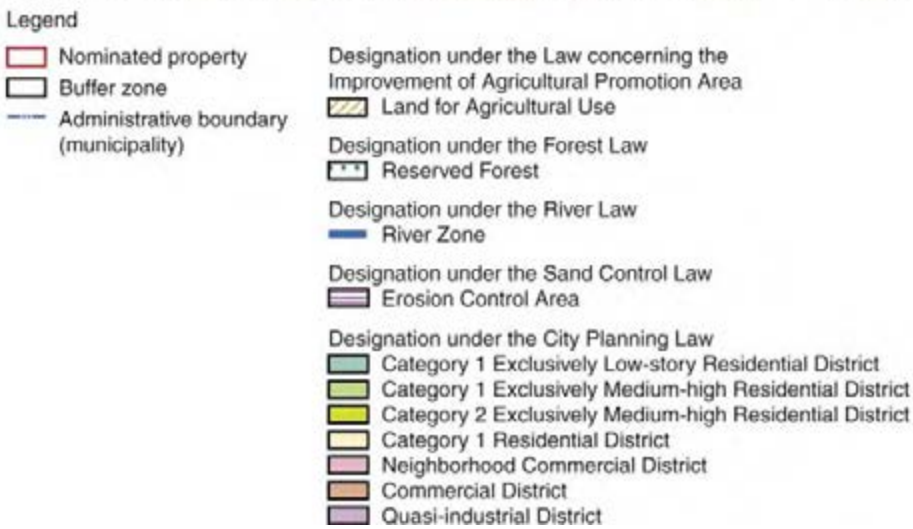 Legend
Nominated property
Buffer zone
Administrative boundary
(municipality)
Designation under the Law concerning the
Improvement of Agricultural Promotion Area
Land for Agricultural Use
Designation under the Forest Law
Reserved Forest
Designation under the River Law
River Zone
Designation under the Sand Control Law
Erosion Control Area
Designation under the City Planning Law
Category 1 Exclusively Low-story Residential District
Category 1 Exclusively Medium-high Residential District
Category 2 Exclusively Medium-high Residential District
Category 1 Residential District
Neighborhood Commercial District
Commercial District
Quasi-industrial District